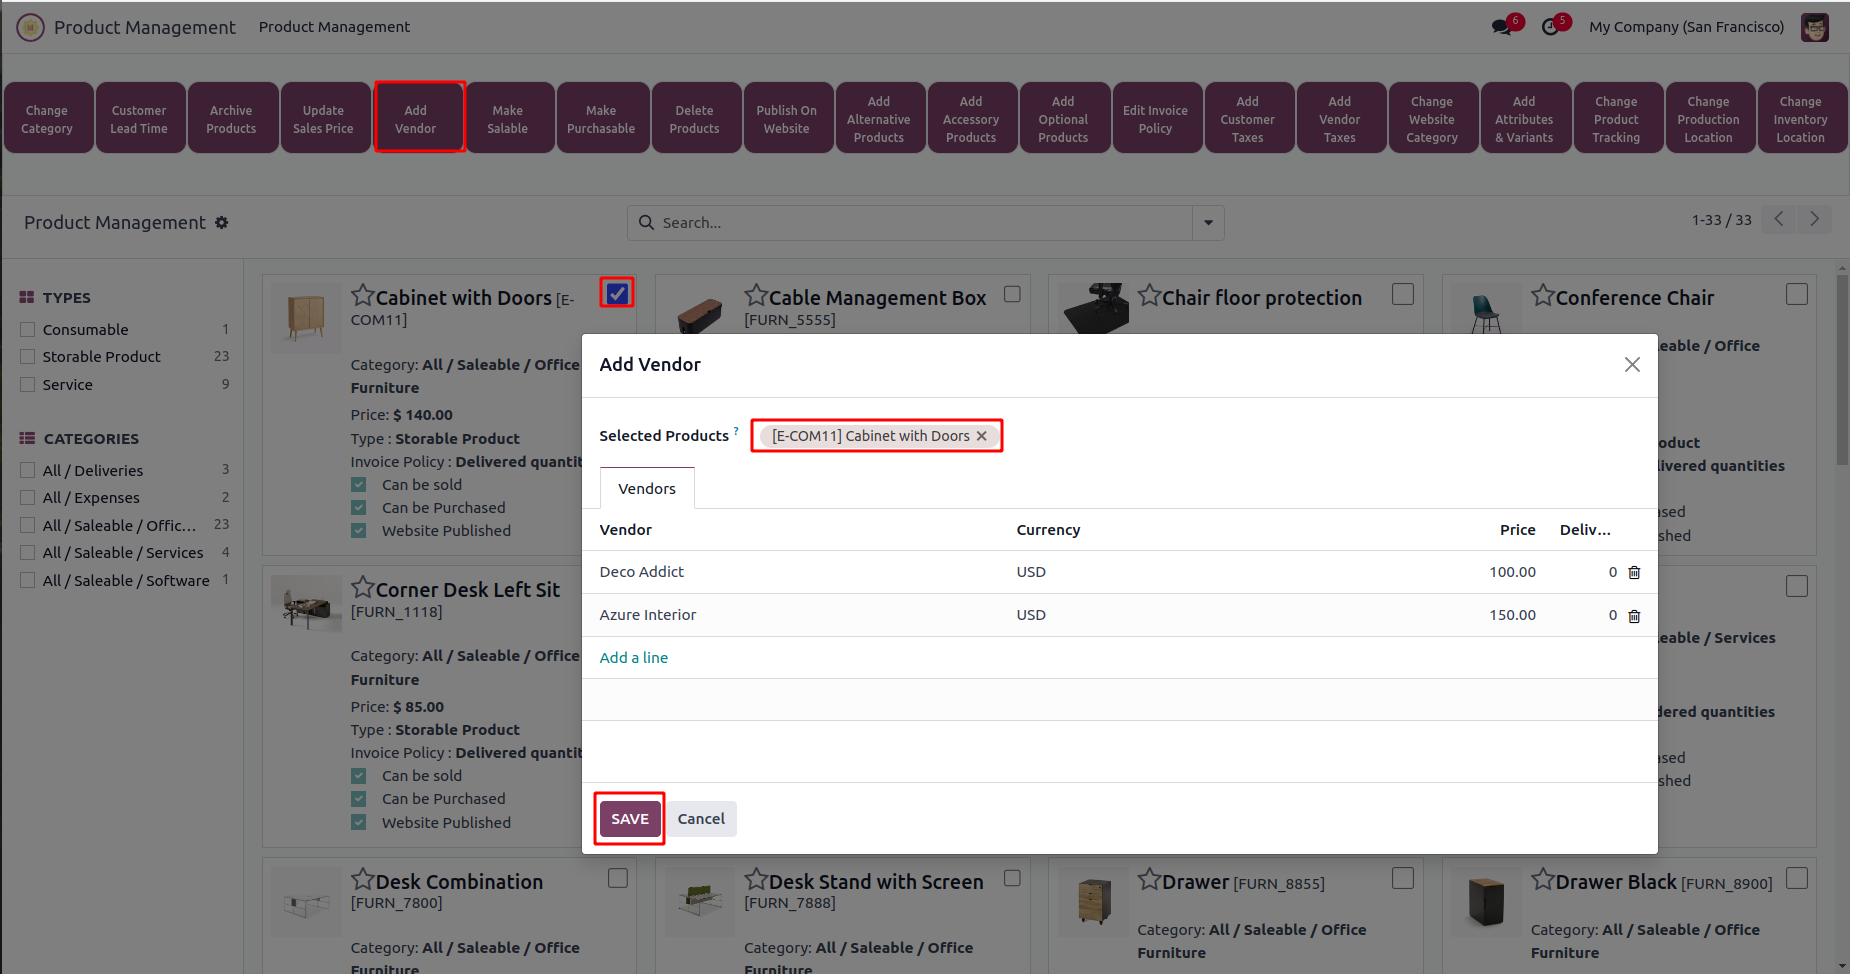 Product Management
Product Management
6
5
My Company (San Francisco)
Change
Category
Customer
Lead Time
Archive
Products
Update
Sales Price
Add
Vendor
Make
Salable
Make
Purchasable
Delete
Products
Publish On
Website
Add
Alternative
Products
Add
Accessory
Products
Add
Optional
Products
Edit Invoice
Policy
Add
Customer
Taxes
Add
Vendor
Taxes
Change
Website
Category
Add
Attributes
& Variants
Change
Product
Tracking
Change
Production
Location
Change
Inventory
Location
Product Management
Search...
1-33 / 33
TYPES
Consumable 1
Storable Product 23
Service 9
CATEGORIES
All / Deliveries 3
All / Expenses 2
All / Saleable / Offic... 23
All / Saleable / Services 4
All / Saleable / Software 1
Cabinet with Doors [E-
COM11]
Category: All / Saleable / Office
Furniture
Price: $ 140.00
Type : Storable Product
Invoice Policy : Delivered quantit
Can be sold
Can be Purchased
Website Published
Cable Management Box
[FURN_5555]
Chair floor protection
Conference Chair
eable / Office
oduct
livered quantities
ased
shed
Add Vendor
Selected Products ?
[E-COM11] Cabinet with Doors
Vendors
Vendor Currency Price Deliv...
Deco Addict USD 100.00 0
Azure Interior USD 150.00 0
Add a line
SAVE
Cancel
Corner Desk Left Sit
[FURN_1118]
Category: All / Saleable / Office
Furniture
Price: $ 85.00
Type : Storable Product
Invoice Policy : Delivered quantit
Can be sold
Can be Purchased
Website Published
eable / Services
dered quantities
ased
shed
Desk Combination
[FURN_7800]
Category: All / Saleable / Office
Furniture
Desk Stand with Screen
[FURN_7888]
Category: All / Saleable / Office
Furniture
Drawer [FURN_8855]
Category: All / Saleable / Office
Furniture
Drawer Black [FURN_8900]
Category: All / Saleable / Office
Furniture